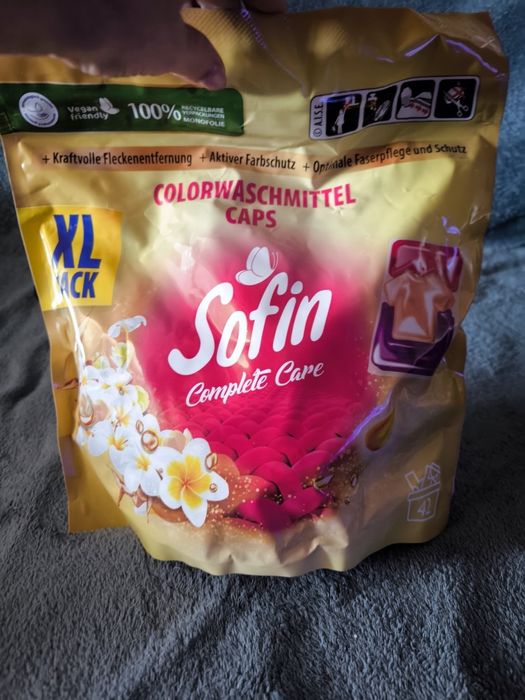 Vegan
friendly
100%
RECYCELBARE
VERPACKUNGEN
MONOFOLIE
© A.I.S.E.
+ Kraftvolle Fleckenentfernung + Aktiver Farbschutz + Optimale Faserpflege und Schutz
COLORWASCHMITTEL
CAPS
XL
PACK
Sofin
Complete Care